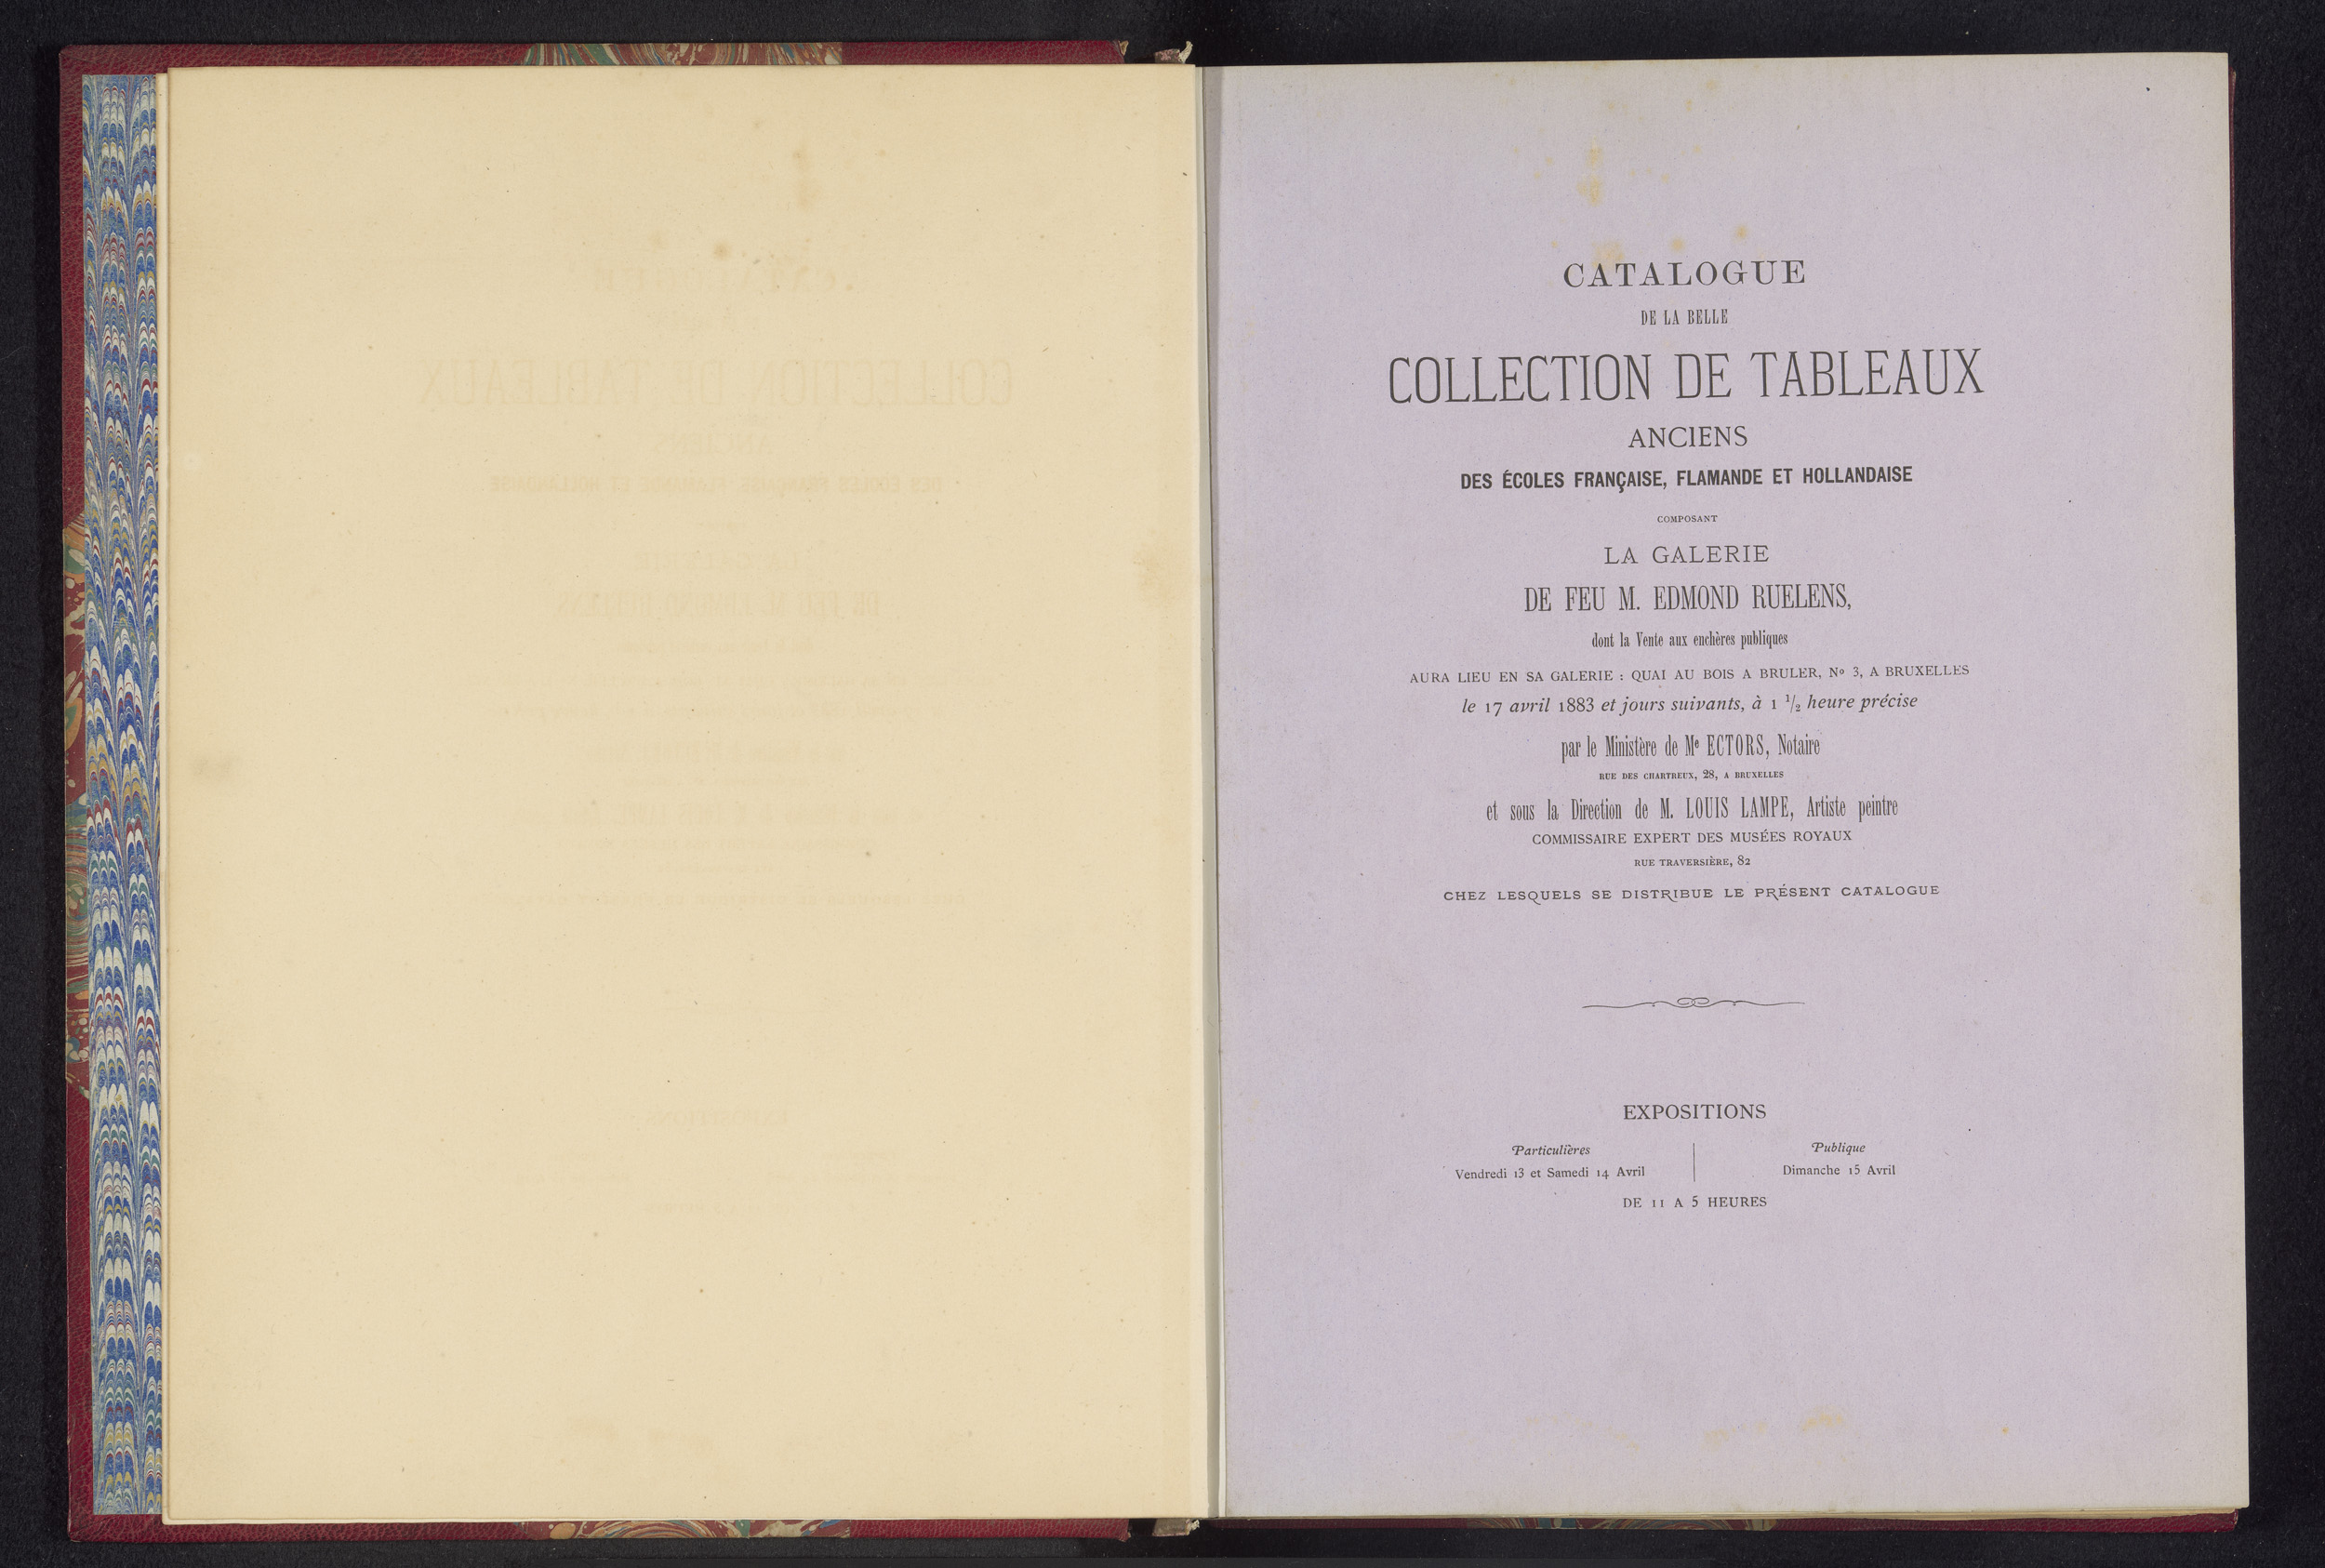 CATALOGUE
DE LA BELLE
COLLECTION DE TABLEAUX
ANCIENS
DES ÉCOLES FRANÇAISE, FLAMANDE ET HOLLANDAISE
COMPOSANT
LA GALERIE
DE FEU M. EDMOND RUELENS,
dont la Vente aux enchères publiques
AURA LIEU EN SA GALERIE : QUAI AU BOIS A BRULER, Nº 3, A BRUXELLES
le 17 avril 1883 et jours suivants, à 1 1/2 heure précise
par le Ministère de Me ECTORS, Notaire
RUE DES CHARTREUX, 28, A BRUXELLES
et sous la Direction de M. LOUIS LAMPE, Artiste peintre
COMMISSAIRE EXPERT DES MUSÉES ROYAUX
RUE TRAVERSIÈRE, 82
CHEZ LESQUELS SE DISTRIBUE LE PRÉSENT CATALOGUE
EXPOSITIONS
Particulières
Vendredi 13 et Samedi 14 Avril
Publique
Dimanche 15 Avril
DE 11 A 5 HEURES